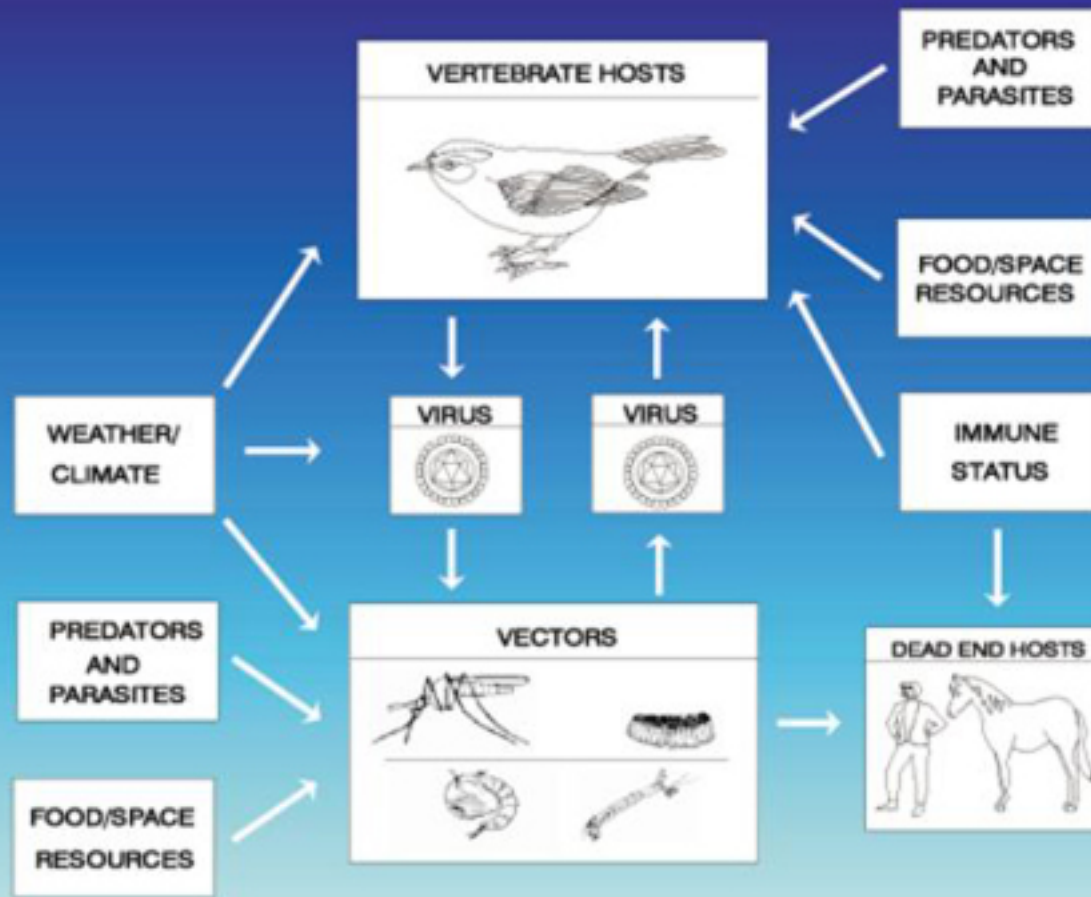 VERTEBRATE HOSTS
PREDATORS
AND
PARASITES
FOOD/SPACE
RESOURCES
WEATHER/
CLIMATE
VIRUS
VIRUS
IMMUNE
STATUS
PREDATORS
AND
PARASITES
VECTORS
DEAD END HOSTS
FOOD/SPACE
RESOURCES